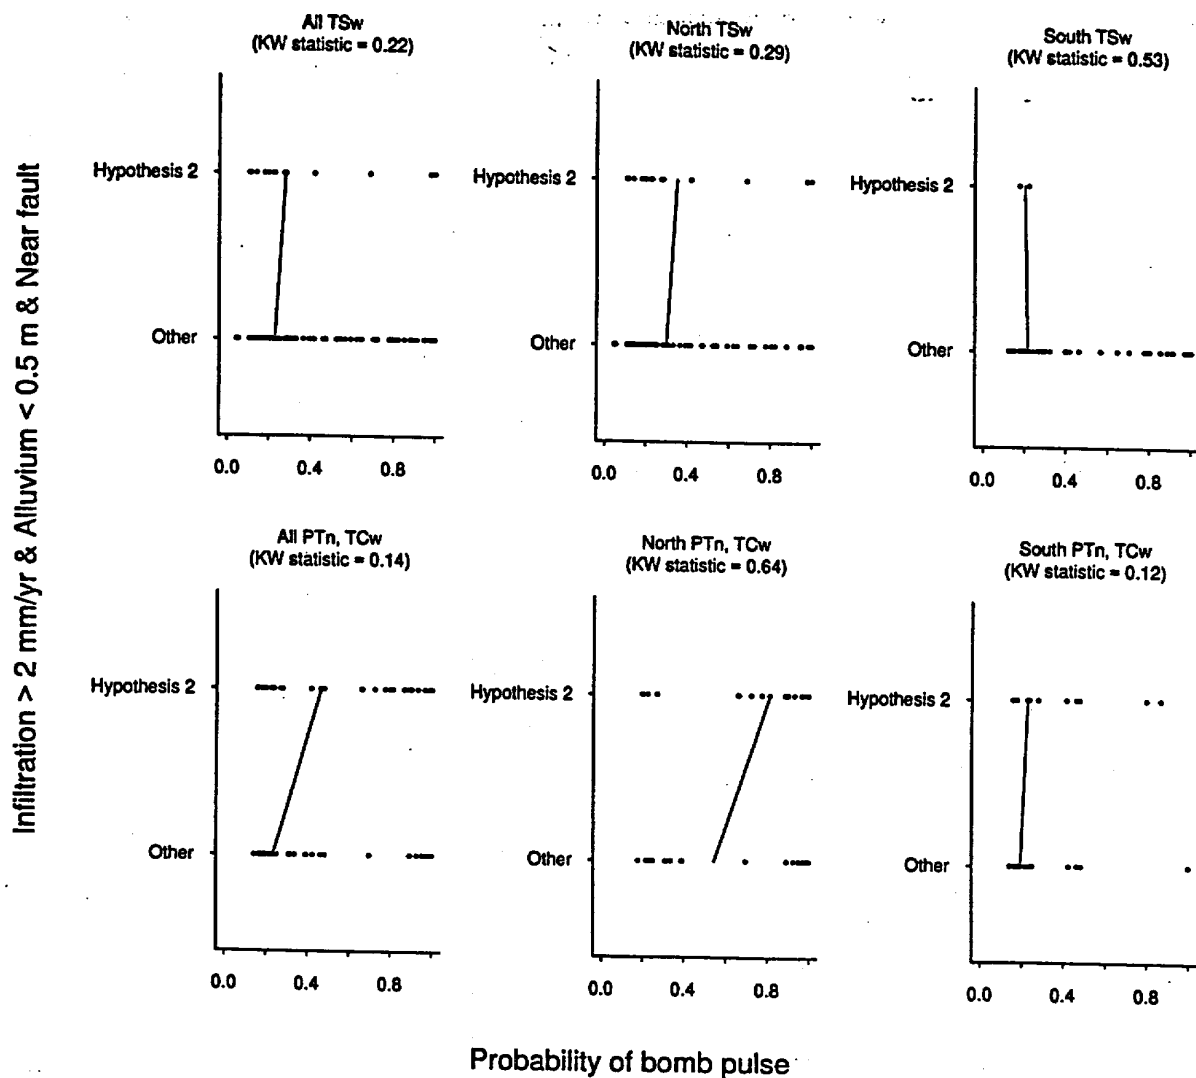 Infiltration > 2 mm/yr & Alluvium < 0.5 m & Near fault
All TSw
(KW statistic = 0.22)
Hypothesis 2
Other
0.0 0.4 0.8
North TSw
(KW statistic = 0.29)
Hypothesis 2
Other
0.0 0.4 0.8
South TSw
(KW statistic = 0.53)
Hypothesis 2
Other
0.0 0.4 0.8
All PTn, TCw
(KW statistic = 0.14)
Hypothesis 2
Other
0.0 0.4 0.8
North PTn, TCw
(KW statistic = 0.64)
Hypothesis 2
Other
0.0 0.4 0.8
South PTn, TCw
(KW statistic = 0.12)
Hypothesis 2
Other
0.0 0.4 0.8
Probability of bomb pulse